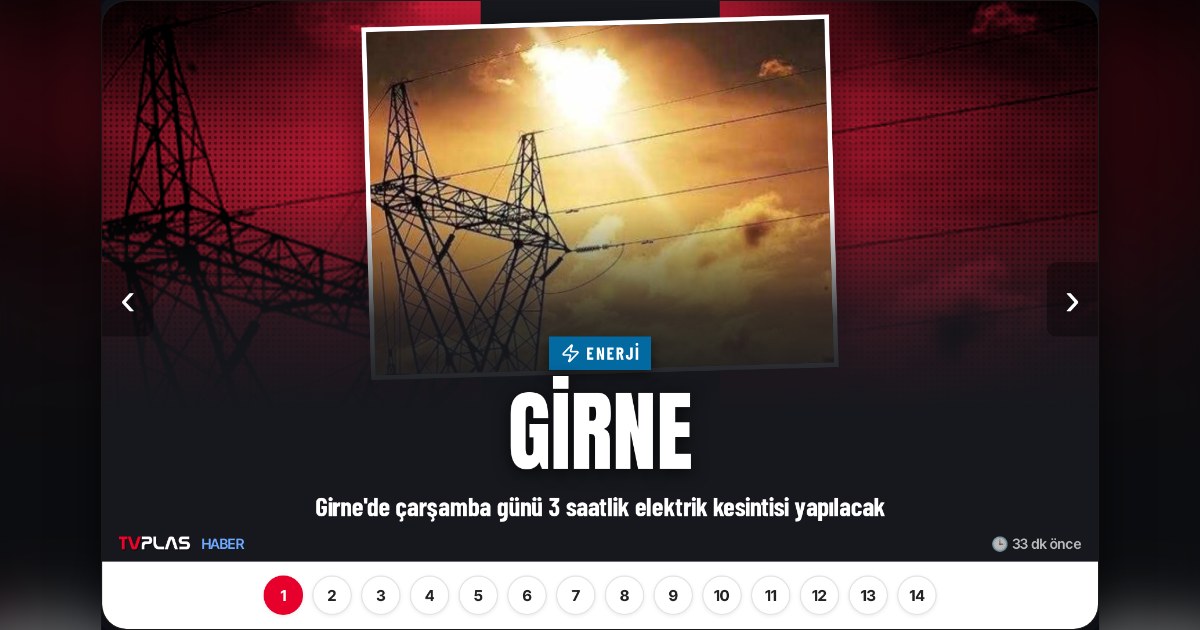 ENERJİ
GİRNE
Girne'de çarşamba günü 3 saatlik elektrik kesintisi yapılacak
TVPLAS HABER
33 dk önce
1 2 3 4 5 6 7 8 9 10 11 12 13 14